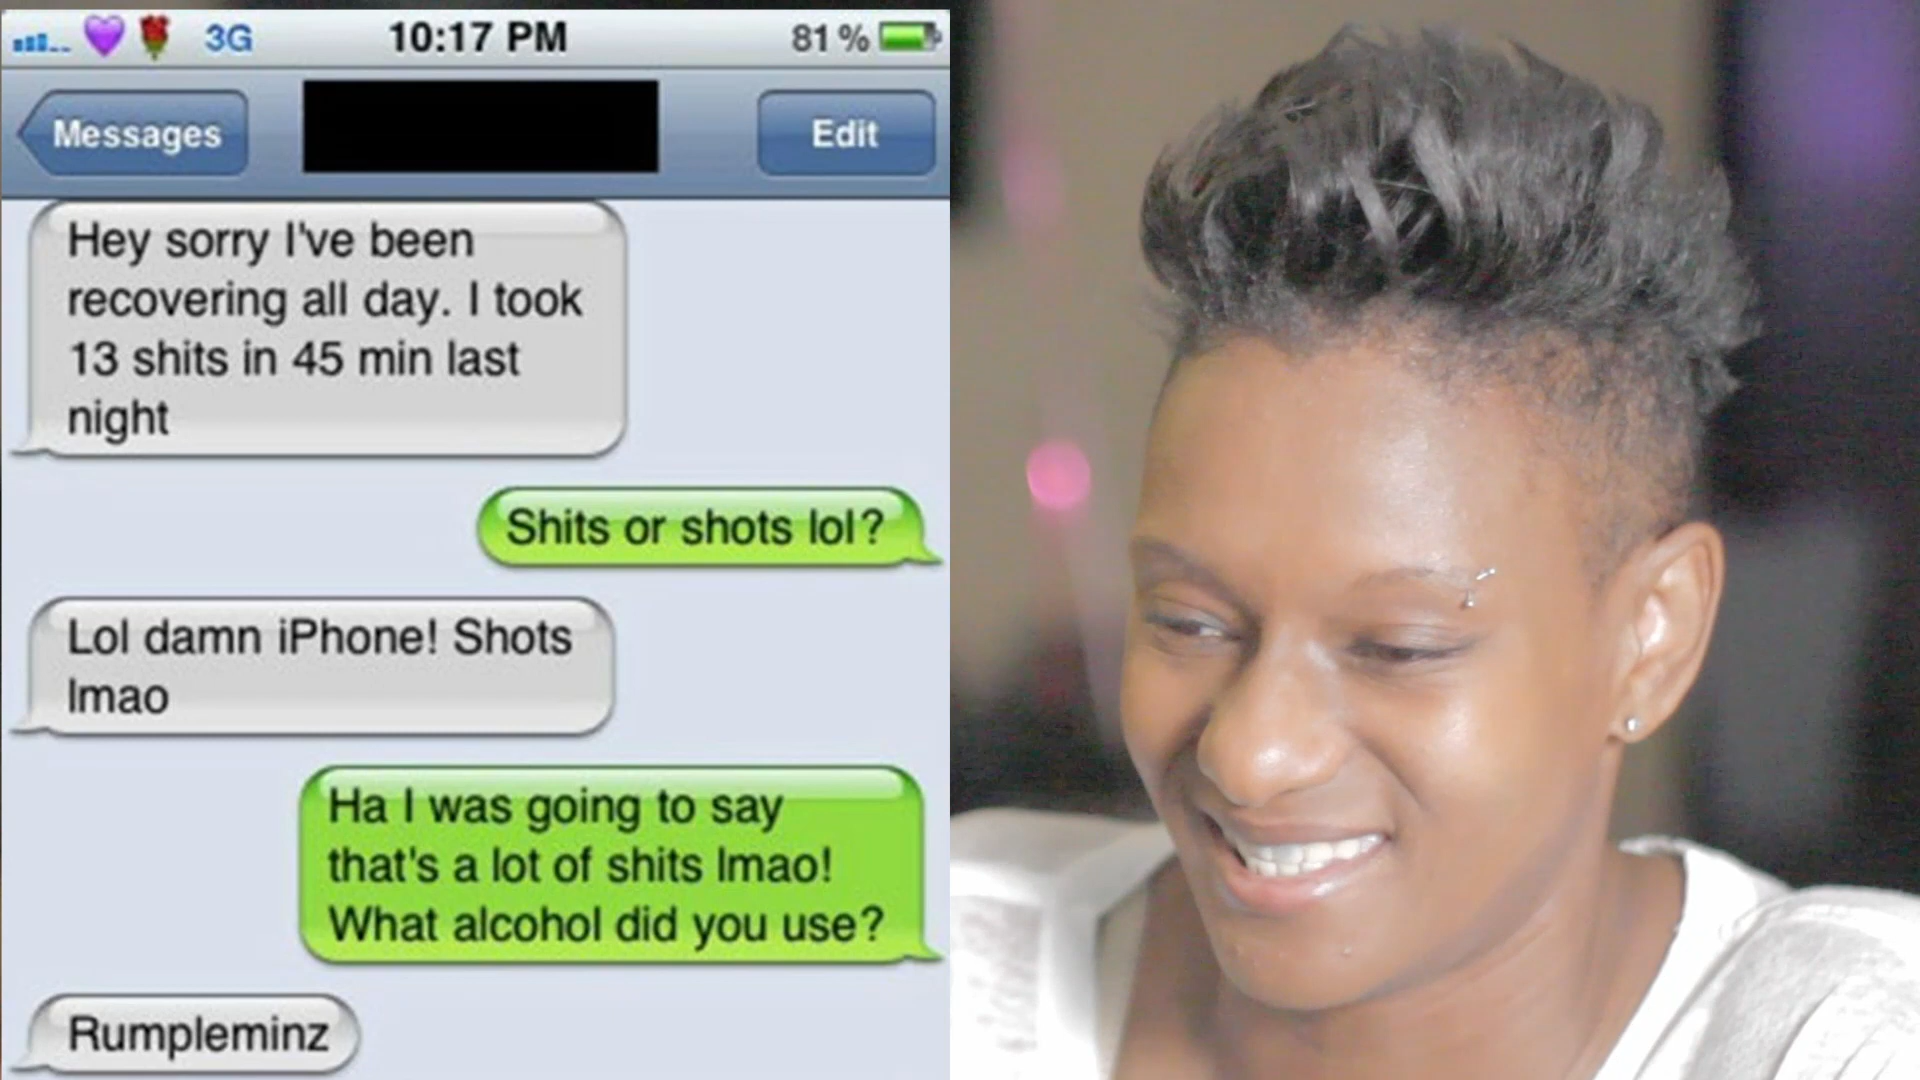 3G 10:17 PM 81%
Messages Edit
Hey sorry I've been
recovering all day. I took
13 shits in 45 min last
night
Shits or shots lol?
Lol damn iPhone! Shots
lmao
Ha I was going to say
that's a lot of shits lmao!
What alcohol did you use?
Rumpleminz